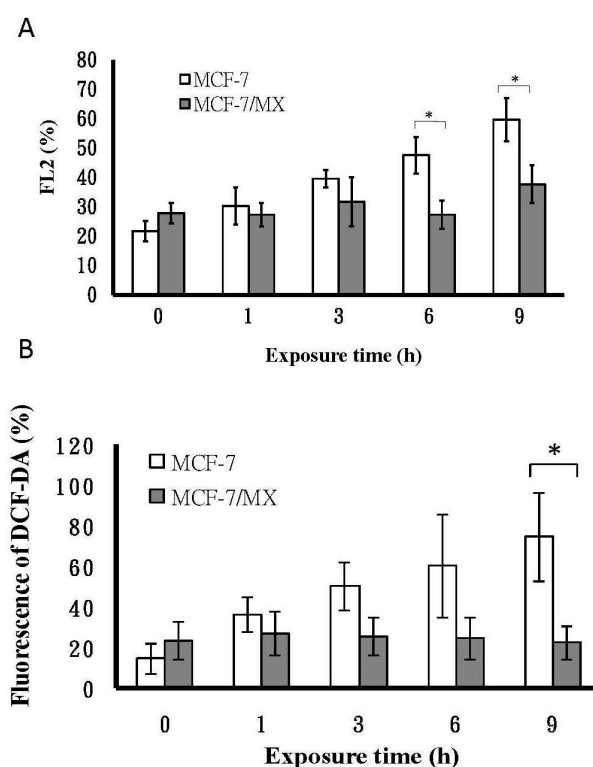 A
MCF-7
MCF-7/MX
*
*
FL2 (%)
80
70
60
50
40
30
20
10
0
0 1 3 6 9
Exposure time (h)
B
MCF-7
MCF-7/MX
*
Fluorescence of DCF-DA (%)
120
100
80
60
40
20
0
0 1 3 6 9
Exposure time (h)